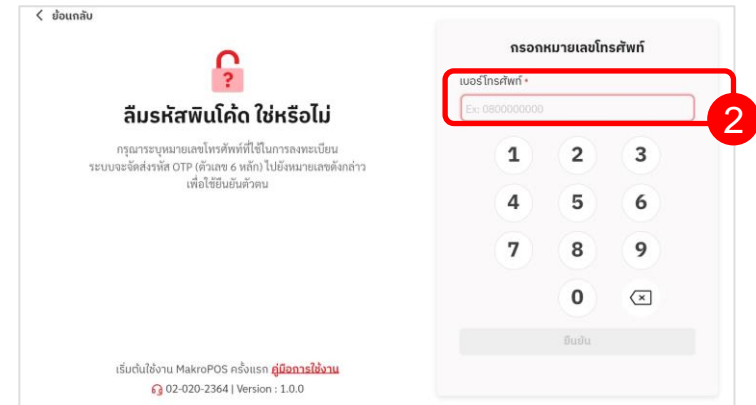 ย้อนกลับ
?
ลืมรหัสพินโค้ด ใช่หรือไม่
กรุณาระบุหมายเลขโทรศัพท์ที่ใช้ในการลงทะเบียน
ระบบจะจัดส่งรหัส OTP (ตัวเลข 6 หลัก) ไปยังหมายเลขดังกล่าว
เพื่อใช้ยืนยันตัวตน
เริ่มต้นใช้งาน MakroPOS ครั้งแรก คู่มือการใช้งาน
02-020-2364 | Version : 1.0.0
กรอกหมายเลขโทรศัพท์
เบอร์โทรศัพท์ *
Ex: 0800000000
2
1 2 3
4 5 6
7 8 9
0
ยืนยัน